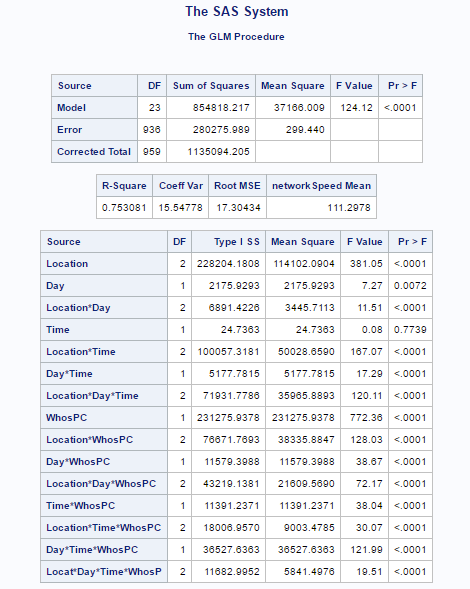 The SAS System
The GLM Procedure
Source DF Sum of Squares Mean Square F Value Pr > F
Model 23 854818.217 37166.009 124.12 <.0001
Error 936 280275.989 299.440
Corrected Total 959 1135094.205
R-Square Coeff Var Root MSE networkSpeed Mean
0.753081 15.54778 17.30434 111.2978
Source DF Type I SS Mean Square F Value Pr > F
Location 2 228204.1808 114102.0904 381.05 <.0001
Day 1 2175.9293 2175.9293 7.27 0.0072
Location*Day 2 6891.4226 3445.7113 11.51 <.0001
Time 1 24.7363 24.7363 0.08 0.7739
Location*Time 2 100057.3181 50028.6590 167.07 <.0001
Day*Time 1 5177.7815 5177.7815 17.29 <.0001
Location*Day*Time 2 71931.7786 35965.8893 120.11 <.0001
WhosPC 1 231275.9378 231275.9378 772.36 <.0001
Location*WhosPC 2 76671.7693 38335.8847 128.03 <.0001
Day*WhosPC 1 11579.3988 11579.3988 38.67 <.0001
Location*Day*WhosPC 2 43219.1381 21609.5690 72.17 <.0001
Time*WhosPC 1 11391.2371 11391.2371 38.04 <.0001
Location*Time*WhosPC 2 18006.9570 9003.4785 30.07 <.0001
Day*Time*WhosPC 1 36527.6363 36527.6363 121.99 <.0001
Locat*Day*Time*WhosP 2 11682.9952 5841.4976 19.51 <.0001